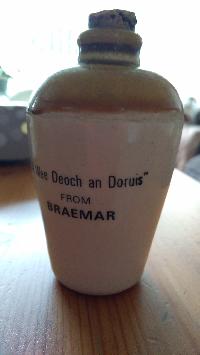 Wee Deoch an Doruis"
FROM
BRAEMAR